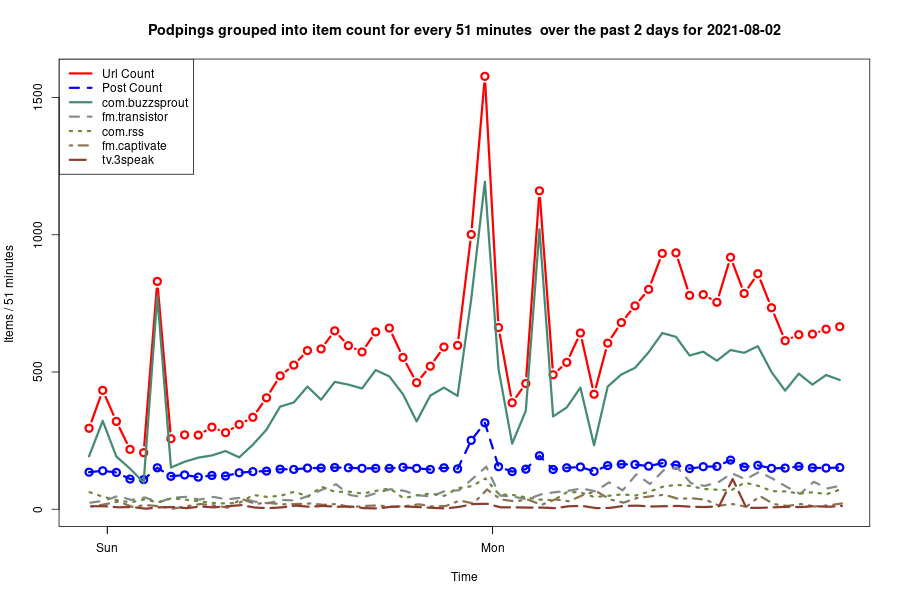 Podpings grouped into item count for every 51 minutes  over the past 2 days for 2021-08-02
Url Count
Post Count
com.buzzsprout
fm.transistor
com.rss
fm.captivate
tv.3speak
Items / 51 minutes
1500
1000
500
0
Sun
Mon
Time